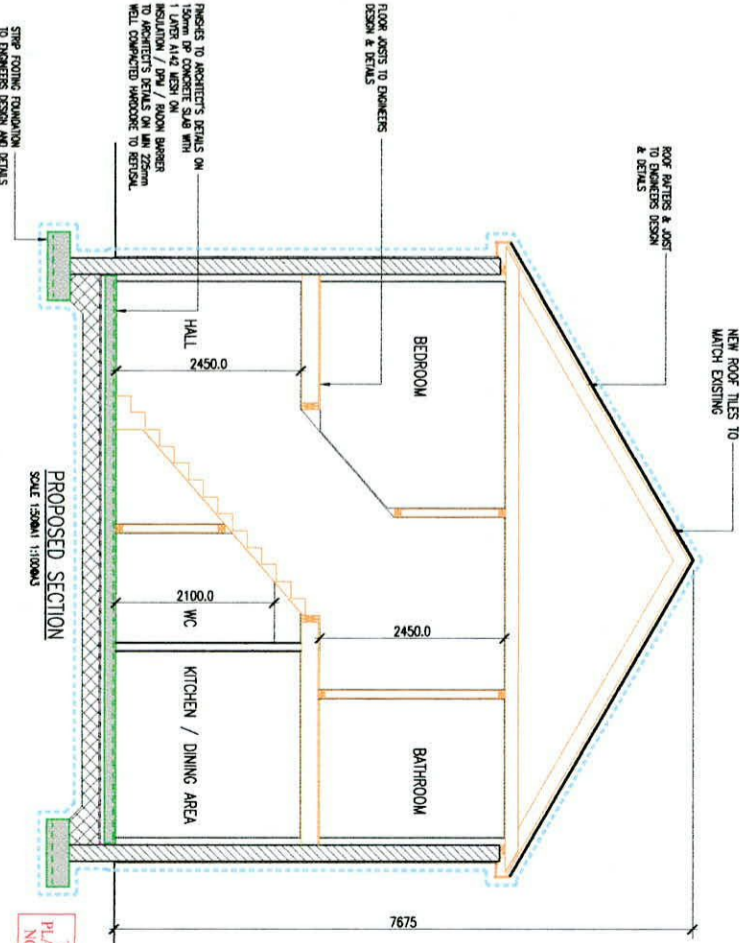 NEW ROOF TILES TO
MATCH EXISTING
ROOF RAFTERS & JOIST
TO ENGINEERS DESIGN
& DETAILS
FLOOR JOISTS TO ENGINEERS
DESIGN & DETAILS
BEDROOM
BATHROOM
2450.0
HALL
2450.0
WC
2100.0
KITCHEN / DINING AREA
7675
FINISHES TO ARCHITECT'S DETAILS ON
150mm DP CONCRETE SLAB WITH
1 LAYER A142 MESH ON
INSULATION / DPM / RADON BARRIER
TO ARCHITECT'S DETAILS ON MIN 225mm
WELL COMPACTED HARDCORE TO REFUSAL
STRIP FOOTING FOUNDATION
TO ENGINEERS DESIGN AND DETAILS
PROPOSED SECTION
SCALE 1:50@A1 1:100@A3